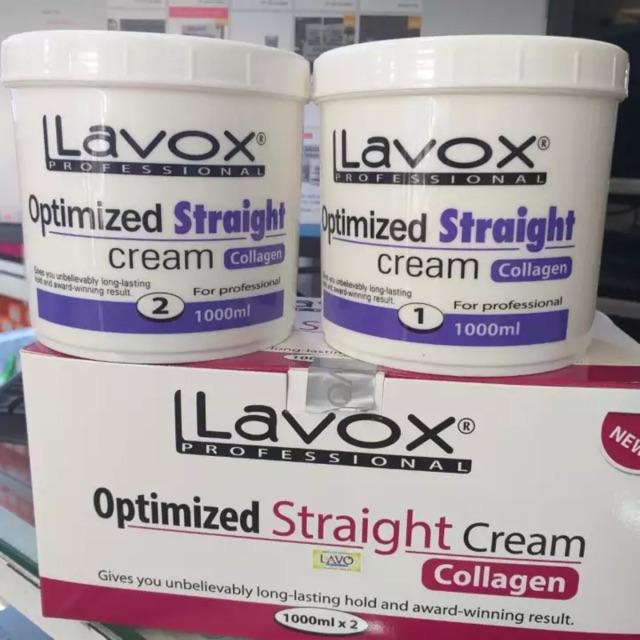 Lavox®
PROFESSIONAL
Optimized Straight
cream Collagen
Gives you unbelievably long-lasting
hold and award-winning result.
2
For professional
1000ml
Lavox®
PROFESSIONAL
Optimized Straight
cream Collagen
unbelievably long-lasting
and award-winning result.
1
For professional
1000ml
long-lasting
Lavox®
PROFESSIONAL
NEW
Optimized Straight Cream
LAVO
Collagen
Gives you unbelievably long-lasting hold and award-winning result.
1000ml x 2